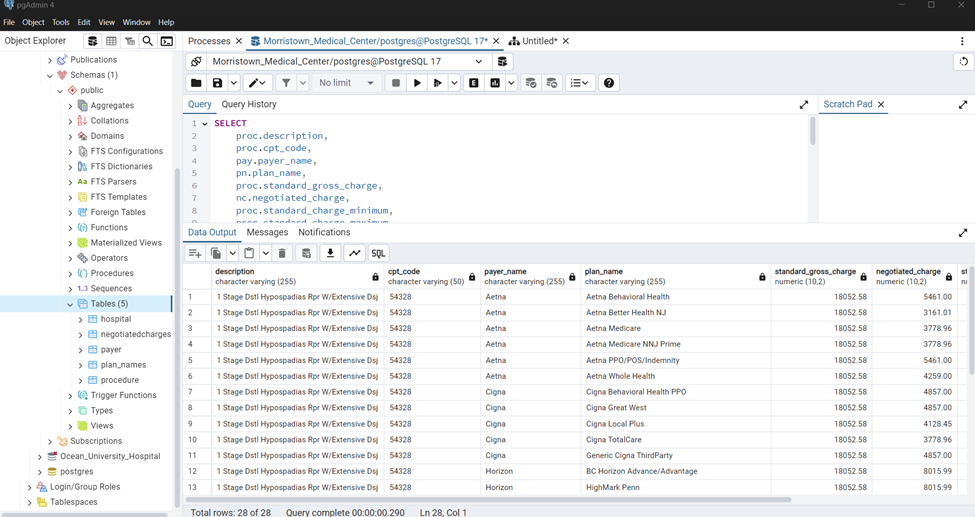 pgAdmin 4
File Object Tools Edit View Window Help
Object Explorer
Processes Morristown_Medical_Center/postgres@PostgreSQL 17* Untitled*
Morristown_Medical_Center/postgres@PostgreSQL 17
No limit
E
Query Query History
Scratch Pad
1 SELECT
2 proc.description,
3 proc.cpt_code,
4 pay.payer_name,
5 pn.plan_name,
6 proc.standard_gross_charge,
7 nc.negotiated_charge,
8 proc.standard_charge_minimum,
9 proc.standard_charge_maximum
Publications
Schemas (1)
public
Aggregates
Collations
Domains
FTS Configurations
FTS Dictionaries
Aa FTS Parsers
FTS Templates
Foreign Tables
Functions
Materialized Views
Operators
Procedures
1..3 Sequences
Tables (5)
hospital
negotiatedcharges
payer
plan_names
procedure
Trigger Functions
Types
Views
Subscriptions
Ocean_University_Hospital
postgres
Login/Group Roles
Tablespaces
Data Output Messages Notifications
SQL
description cpt_code payer_name plan_name standard_gross_charge negotiated_charge st
character varying (255) character varying (50) character varying (255) character varying (255) numeric (10,2) numeric (10,2) nu
1 1 Stage Dstl Hypospadias Rpr W/Extensive Dsj 54328 Aetna Aetna Behavioral Health 18052.58 5461.00
2 1 Stage Dstl Hypospadias Rpr W/Extensive Dsj 54328 Aetna Aetna Better Health NJ 18052.58 3161.01
3 1 Stage Dstl Hypospadias Rpr W/Extensive Dsj 54328 Aetna Aetna Medicare 18052.58 3778.96
4 1 Stage Dstl Hypospadias Rpr W/Extensive Dsj 54328 Aetna Aetna Medicare NNJ Prime 18052.58 3778.96
5 1 Stage Dstl Hypospadias Rpr W/Extensive Dsj 54328 Aetna Aetna PPO/POS/Indemnity 18052.58 5461.00
6 1 Stage Dstl Hypospadias Rpr W/Extensive Dsj 54328 Aetna Aetna Whole Health 18052.58 4259.00
7 1 Stage Dstl Hypospadias Rpr W/Extensive Dsj 54328 Cigna Cigna Behavioral Health PPO 18052.58 4857.00
8 1 Stage Dstl Hypospadias Rpr W/Extensive Dsj 54328 Cigna Cigna Great West 18052.58 4857.00
9 1 Stage Dstl Hypospadias Rpr W/Extensive Dsj 54328 Cigna Cigna Local Plus 18052.58 4128.45
10 1 Stage Dstl Hypospadias Rpr W/Extensive Dsj 54328 Cigna Cigna TotalCare 18052.58 3778.96
11 1 Stage Dstl Hypospadias Rpr W/Extensive Dsj 54328 Cigna Generic Cigna ThirdParty 18052.58 4857.00
12 1 Stage Dstl Hypospadias Rpr W/Extensive Dsj 54328 Horizon BC Horizon Advance/Advantage 18052.58 8015.99
13 1 Stage Dstl Hypospadias Rpr W/Extensive Dsj 54328 Horizon HighMark Penn 18052.58 8015.99
Total rows: 28 of 28 Query complete 00:00:00.290 Ln 28, Col 1